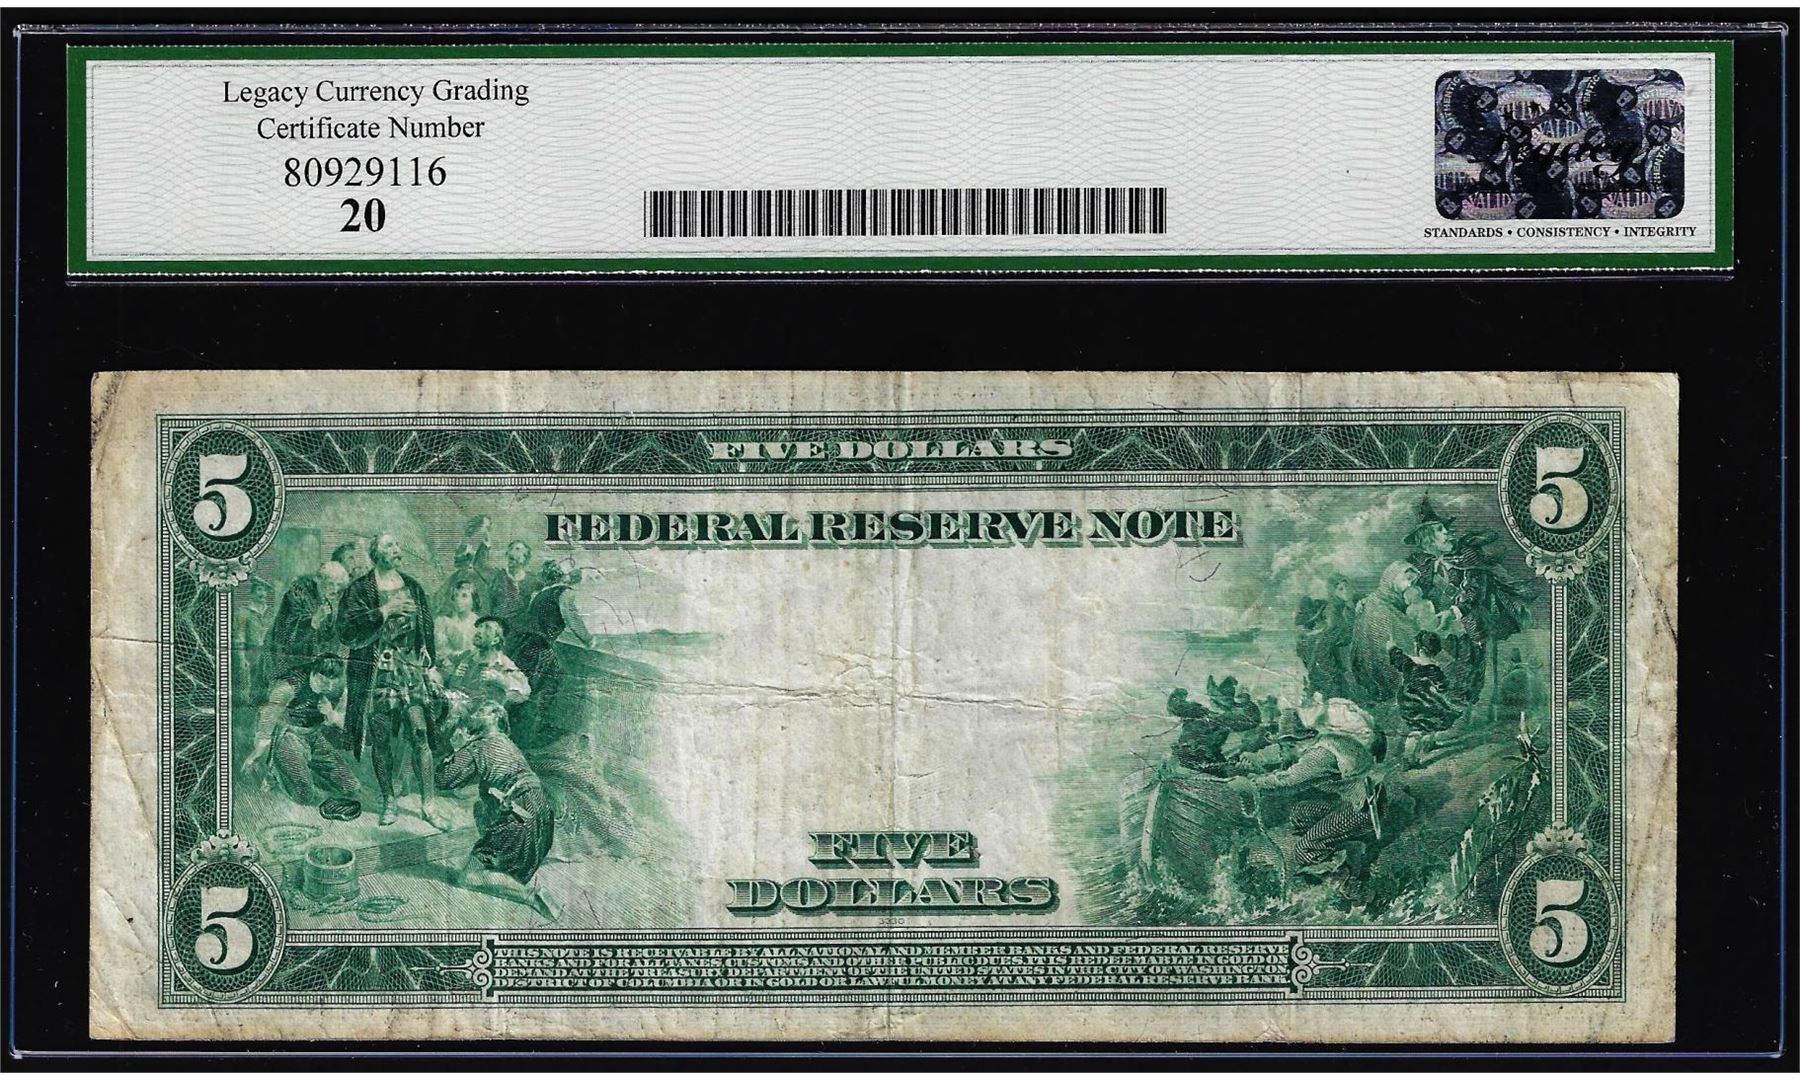 Legacy Currency Grading
Certificate Number
80929116
20
Legacy
VALID
VALID
VALID
STANDARDS • CONSISTENCY • INTEGRITY
5
FIVE DOLLARS
5
FEDERAL RESERVE NOTE
FIVE
DOLLARS
5
5
THIS NOTE IS RECEIVABLE BY ALL NATIONAL AND MEMBER BANKS AND FEDERAL RESERVE
BANKS AND FOR ALL TAXES, CUSTOMS AND OTHER PUBLIC DUES. IT IS REDEEMABLE IN GOLD ON
DEMAND AT THE TREASURY DEPARTMENT OF THE UNITED STATES IN THE CITY OF WASHINGTON,
DISTRICT OF COLUMBIA OR IN GOLD OR LAWFUL MONEY AT ANY FEDERAL RESERVE BANK.